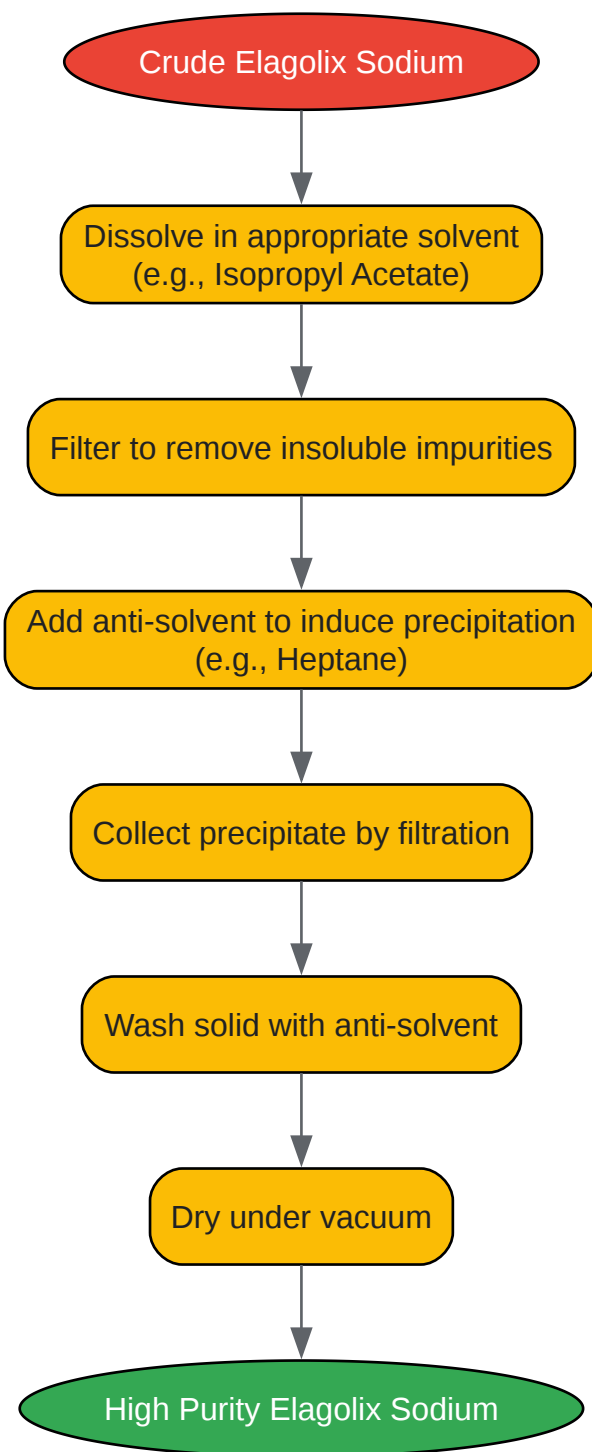 Crude Elagolix Sodium
Dissolve in appropriate solvent
(e.g., Isopropyl Acetate)
Filter to remove insoluble impurities
Add anti-solvent to induce precipitation
(e.g., Heptane)
Collect precipitate by filtration
Wash solid with anti-solvent
Dry under vacuum
High Purity Elagolix Sodium